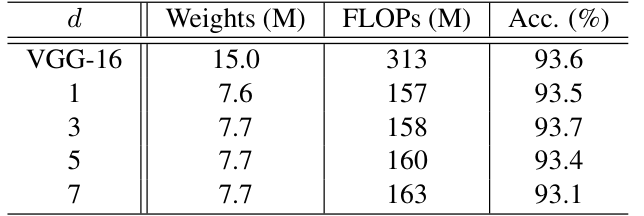 d Weights (M) FLOPs (M) Acc. (%)
VGG-16 15.0 313 93.6
1 7.6 157 93.5
3 7.7 158 93.7
5 7.7 160 93.4
7 7.7 163 93.1